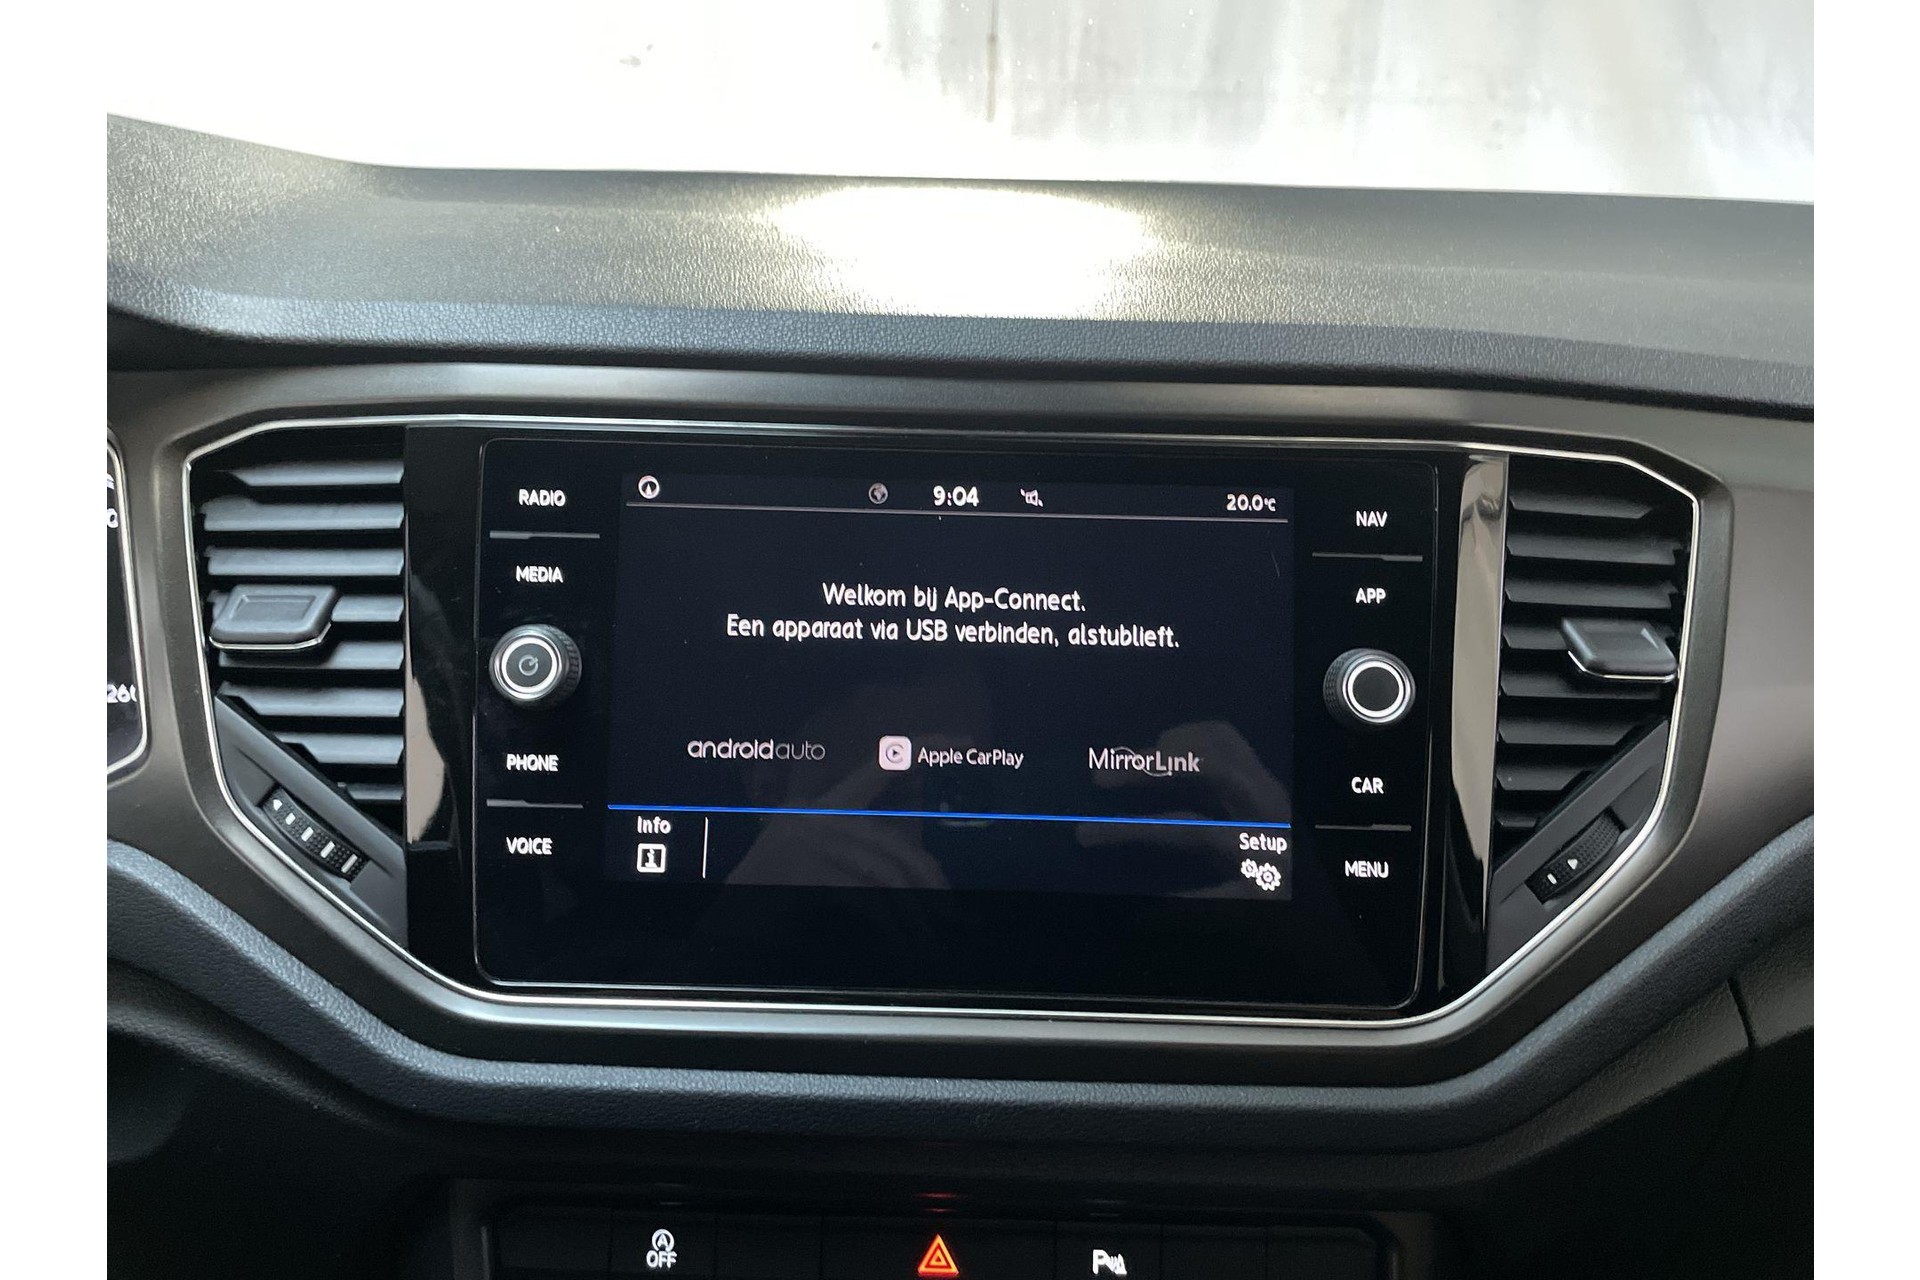 RADIO
MEDIA
PHONE
VOICE
9:04
20.0°C
Welkom bij App-Connect.
Een apparaat via USB verbinden, alstublieft.
androidauto
Apple CarPlay
MirrorLink
Info
Setup
NAV
APP
CAR
MENU
260
A
OFF
P